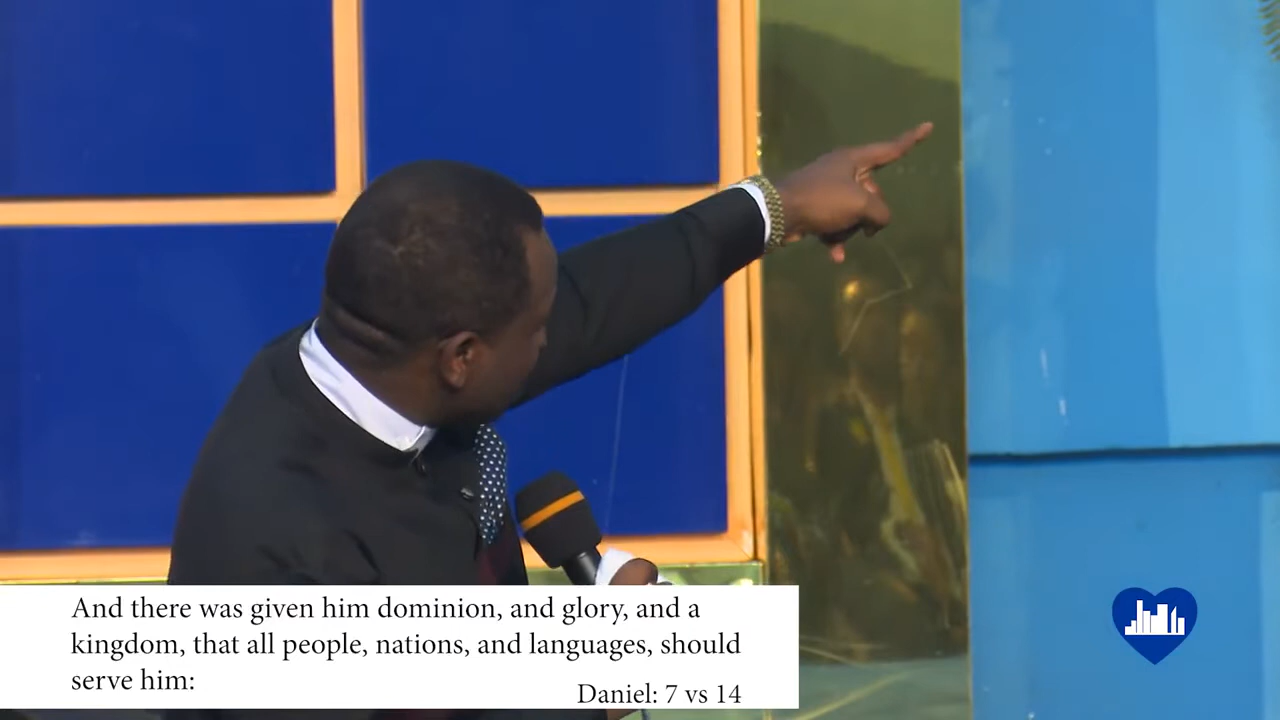 And there was given him dominion, and glory, and a
kingdom, that all people, nations, and languages, should
serve him:
Daniel: 7 vs 14